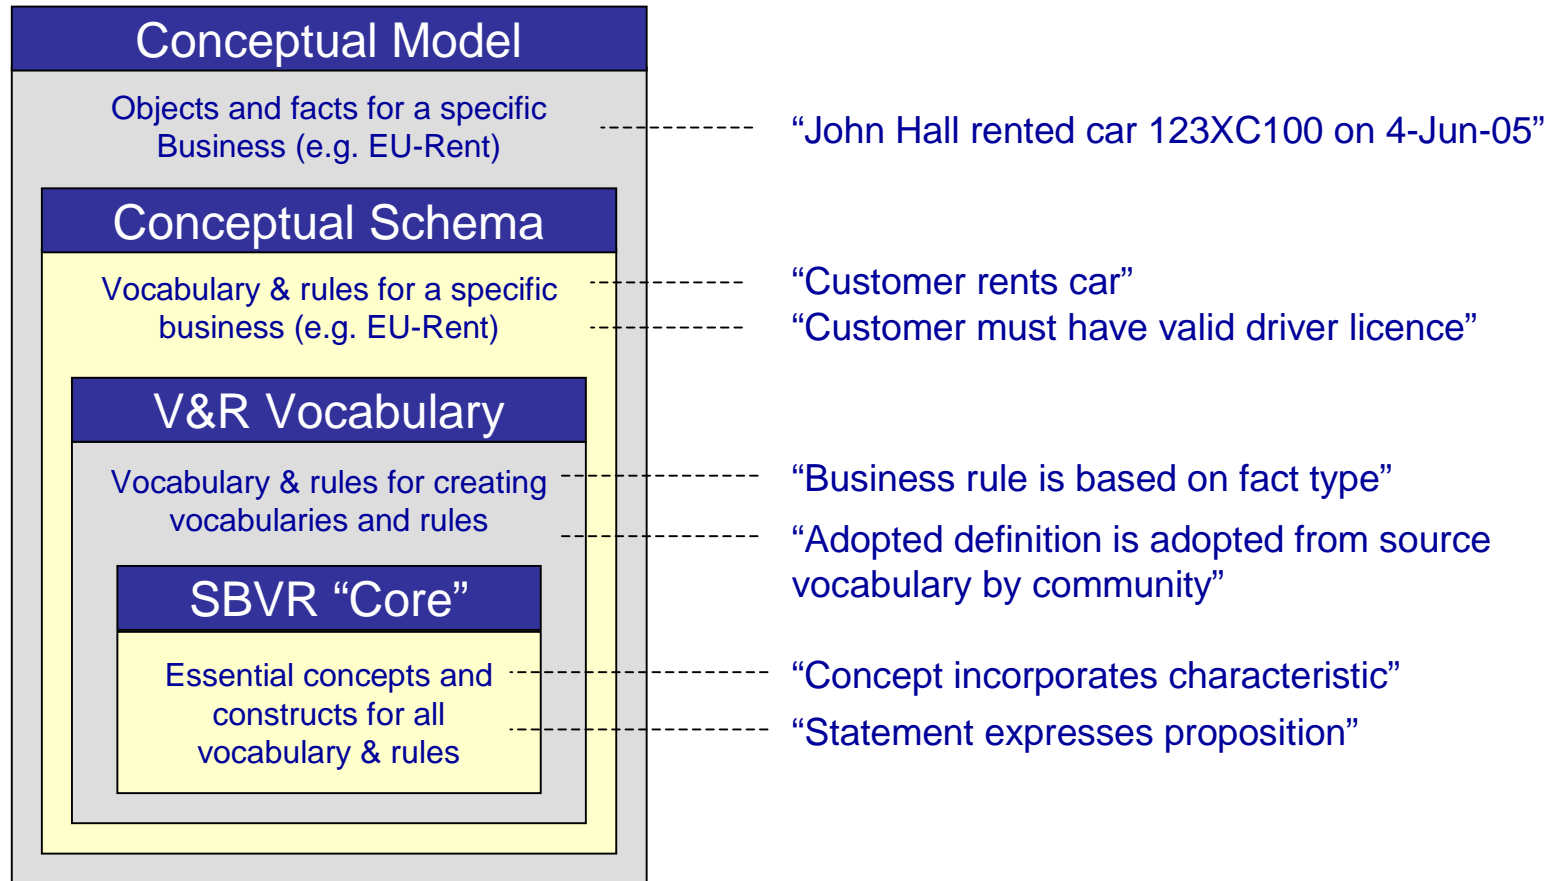 Conceptual Model
Objects and facts for a specific
Business (e.g. EU-Rent)
“John Hall rented car 123XC100 on 4-Jun-05”
Conceptual Schema
Vocabulary & rules for a specific
business (e.g. EU-Rent)
“Customer rents car”
“Customer must have valid driver licence”
V&R Vocabulary
Vocabulary & rules for creating
vocabularies and rules
“Business rule is based on fact type”
“Adopted definition is adopted from source
vocabulary by community”
SBVR “Core”
Essential concepts and
constructs for all
vocabulary & rules
“Concept incorporates characteristic”
“Statement expresses proposition”